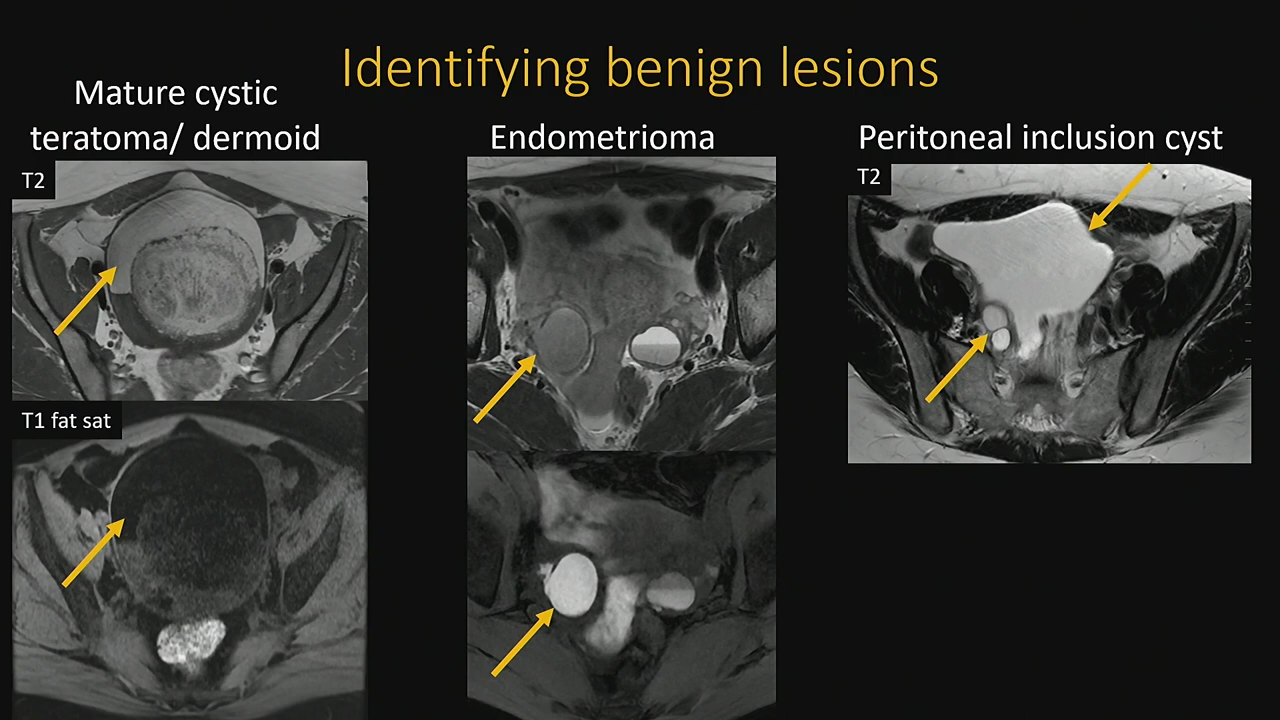 Identifying benign lesions
Mature cystic
teratoma/ dermoid
T2
T1 fat sat
Endometrioma
Peritoneal inclusion cyst
T2